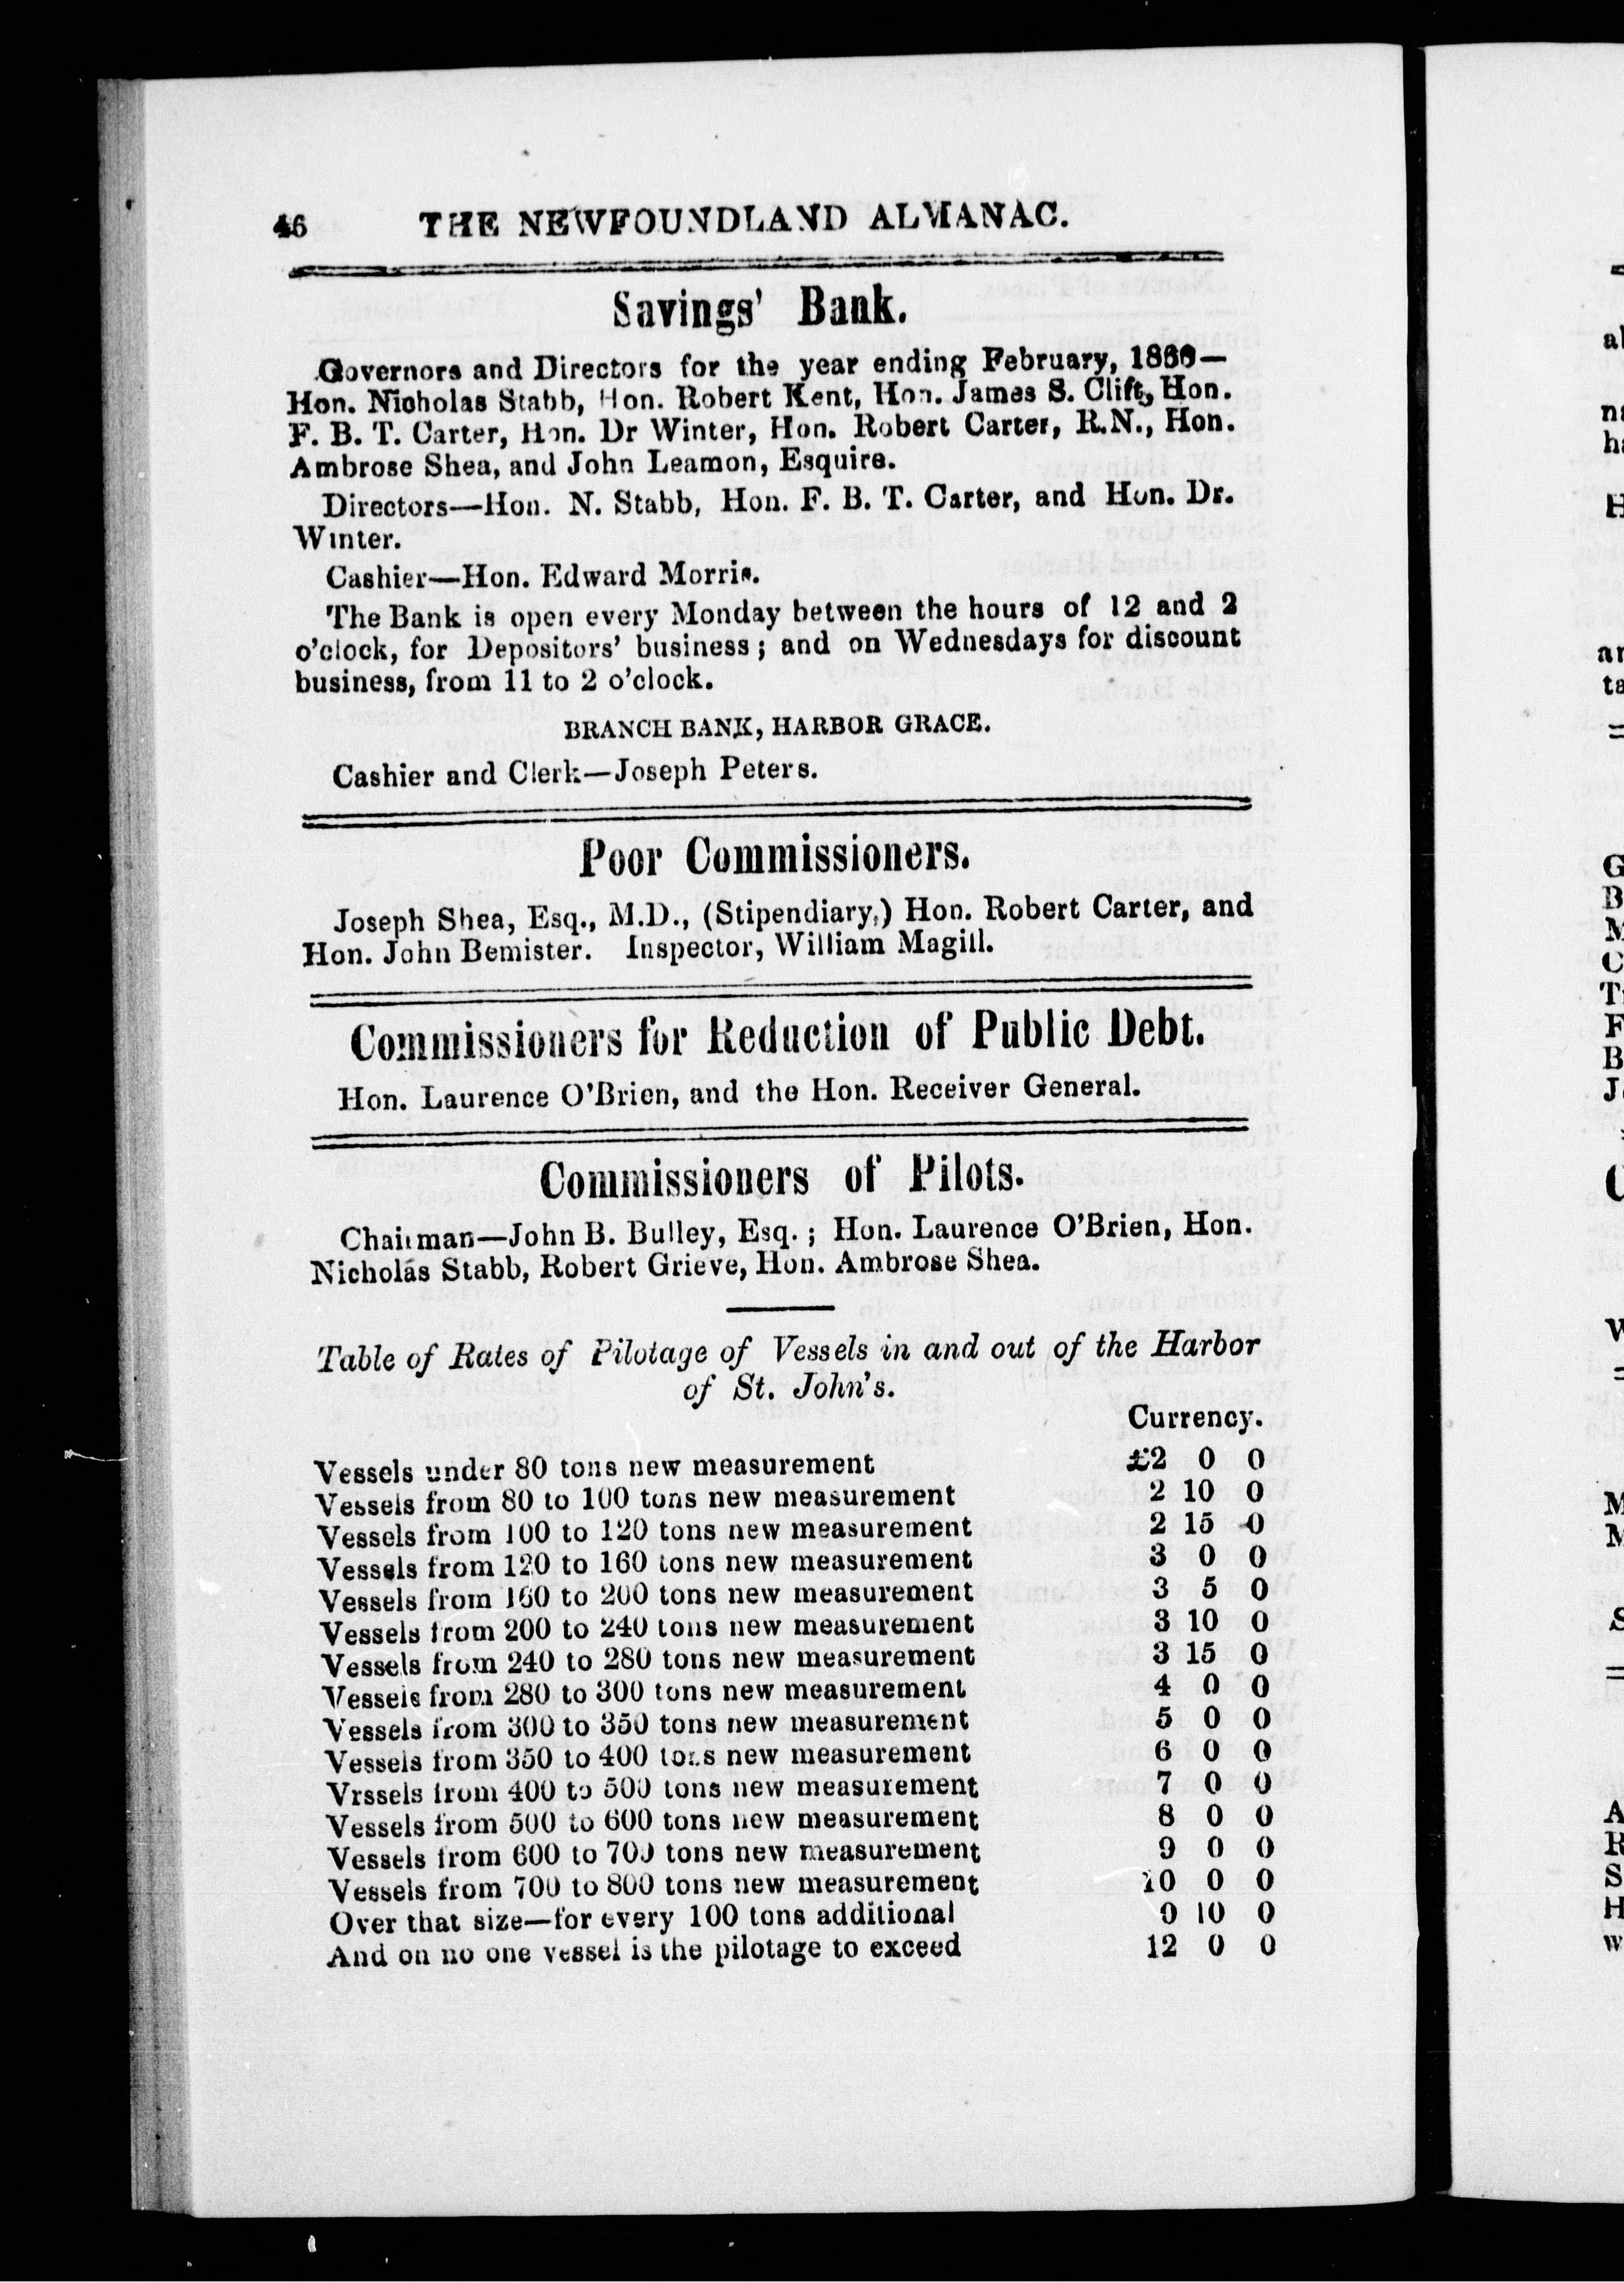 46 THE NEWFOUNDLAND ALMANAC.
Savings' Bank.
Governors and Directors for the year ending February, 1866—
Hon. Nicholas Stabb, Hon. Robert Kent, Hon. James S. Clift, Hon.
F. B. T. Carter, Hon. Dr Winter, Hon. Robert Carter, R.N., Hon.
Ambrose Shea, and John Leamon, Esquire.
Directors—Hon. N. Stabb, Hon. F. B. T. Carter, and Hon. Dr.
Winter.
Cashier—Hon. Edward Morris.
The Bank is open every Monday between the hours of 12 and 2
o'clock, for Depositors' business; and on Wednesdays for discount
business, from 11 to 2 o'clock.
BRANCH BANK, HARBOR GRACE.
Cashier and Clerk—Joseph Peters.
Poor Commissioners.
Joseph Shea, Esq., M.D., (Stipendiary,) Hon. Robert Carter, and
Hon. John Bemister. Inspector, William Magill.
Commissioners for Reduction of Public Debt.
Hon. Laurence O'Brien, and the Hon. Receiver General.
Commissioners of Pilots.
Chairman—John B. Bulley, Esq.; Hon. Laurence O'Brien, Hon.
Nicholas Stabb, Robert Grieve, Hon. Ambrose Shea.
Table of Rates of Pilotage of Vessels in and out of the Harbor
of St. John's.
Currency.
Vessels under 80 tons new measurement £2 0 0
Vessels from 80 to 100 tons new measurement 2 10 0
Vessels from 100 to 120 tons new measurement 2 15 0
Vessels from 120 to 160 tons new measurement 3 0 0
Vessels from 160 to 200 tons new measurement 3 5 0
Vessels from 200 to 240 tons new measurement 3 10 0
Vessels from 240 to 280 tons new measurement 3 15 0
Vessels from 280 to 300 tons new measurement 4 0 0
Vessels from 300 to 350 tons new measurement 5 0 0
Vessels from 350 to 400 tons new measurement 6 0 0
Vrssels from 400 to 500 tons new measurement 7 0 0
Vessels from 500 to 600 tons new measurement 8 0 0
Vessels from 600 to 700 tons new measurement 9 0 0
Vessels from 700 to 800 tons new measurement 10 0 0
Over that size—for every 100 tons additional 0 10 0
And on no one vessel is the pilotage to exceed 12 0 0